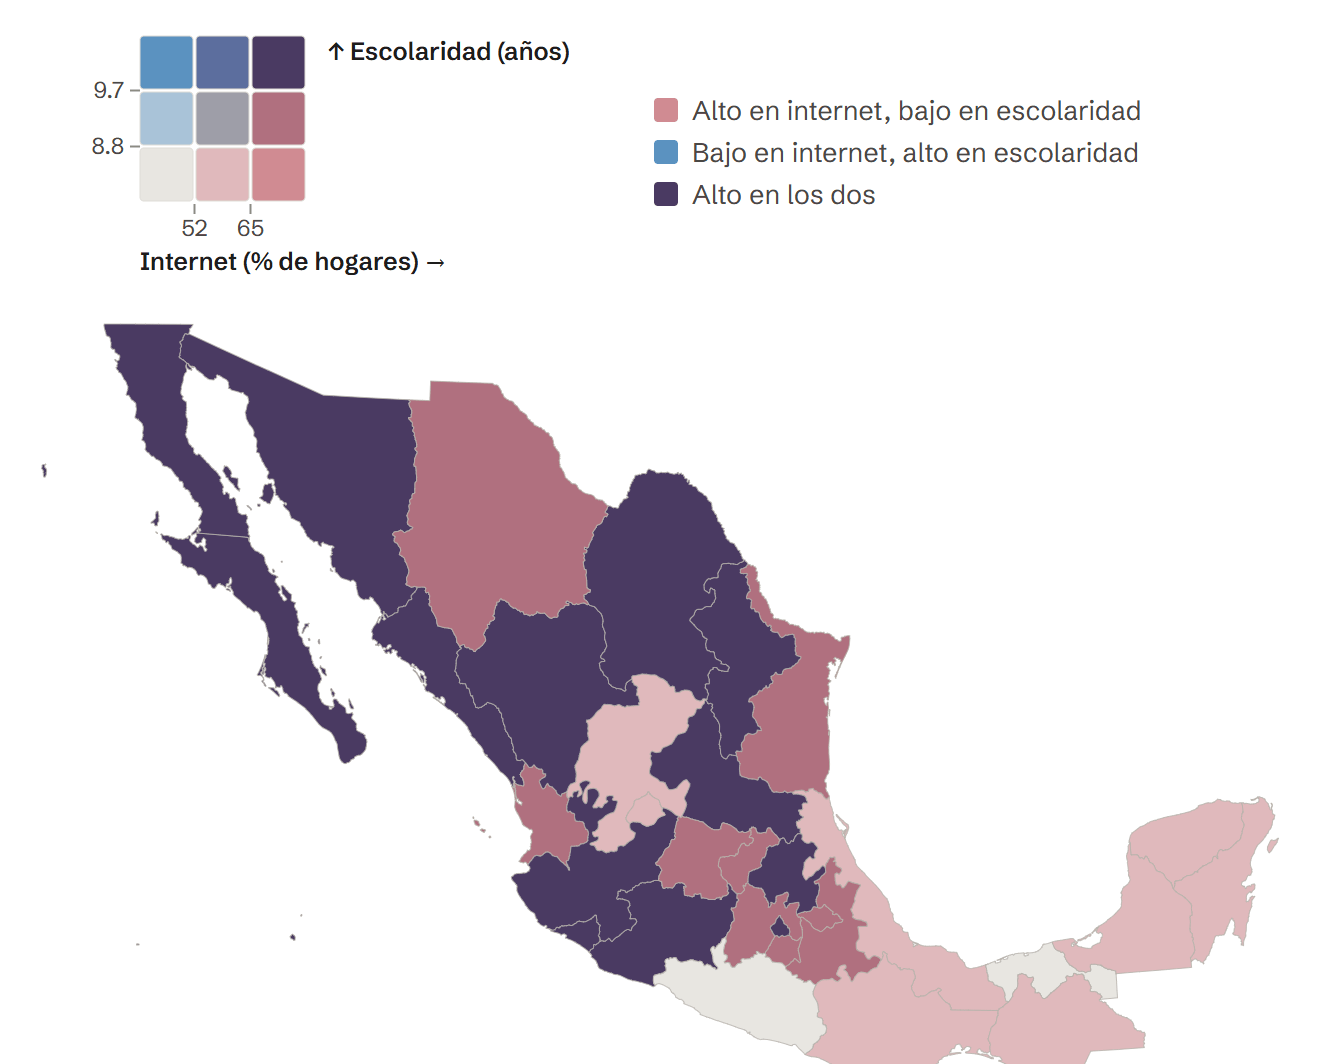 ↑ Escolaridad (años)
9.7
8.8
52 65
Internet (% de hogares) →
Alto en internet, bajo en escolaridad
Bajo en internet, alto en escolaridad
Alto en los dos